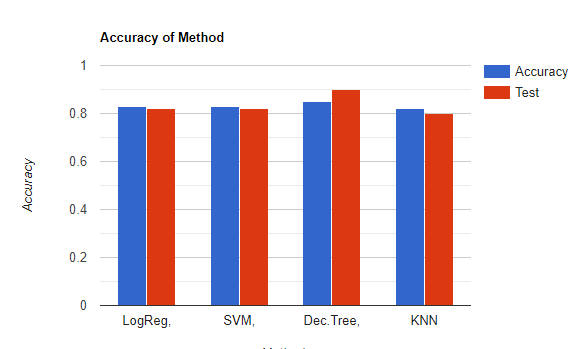 Accuracy of Method
1
0.8
0.6
0.4
0.2
0
Accuracy
LogReg,
SVM,
Dec.Tree,
KNN
Accuracy
Test